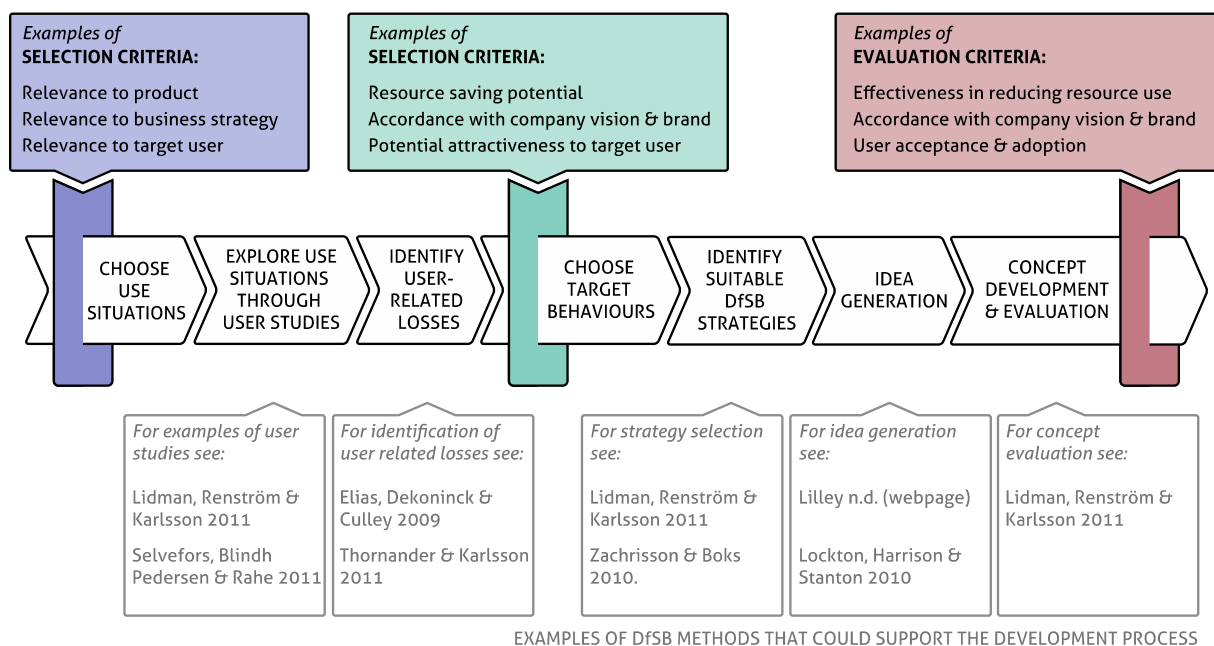 Examples of
SELECTION CRITERIA:
Relevance to product
Relevance to business strategy
Relevance to target user
Examples of
SELECTION CRITERIA:
Resource saving potential
Accordance with company vision & brand
Potential attractiveness to target user
Examples of
EVALUATION CRITERIA:
Effectiveness in reducing resource use
Accordance with company vision & brand
User acceptance & adoption
CHOOSE
USE
SITUATIONS
EXPLORE USE
SITUATIONS
THROUGH
USER STUDIES
IDENTIFY
USER-
RELATED
LOSSES
CHOOSE
TARGET
BEHAVIOURS
IDENTIFY
SUITABLE
DfSB
STRATEGIES
IDEA
GENERATION
CONCEPT
DEVELOPMENT
& EVALUATION
For examples of user
studies see:
Lidman, Renström &
Karlsson 2011
Selvefors, Blindh
Pedersen & Rahe 2011
For identification of
user related losses see:
Elias, Dekoninck &
Culley 2009
Thornander & Karlsson
2011
For strategy selection
see:
Lidman, Renström &
Karlsson 2011
Zachrisson & Boks
2010.
For idea generation
see:
Lilley n.d. (webpage)
Lockton, Harrison &
Stanton 2010
For concept
evaluation see:
Lidman, Renström &
Karlsson 2011
EXAMPLES OF DfSB METHODS THAT COULD SUPPORT THE DEVELOPMENT PROCESS